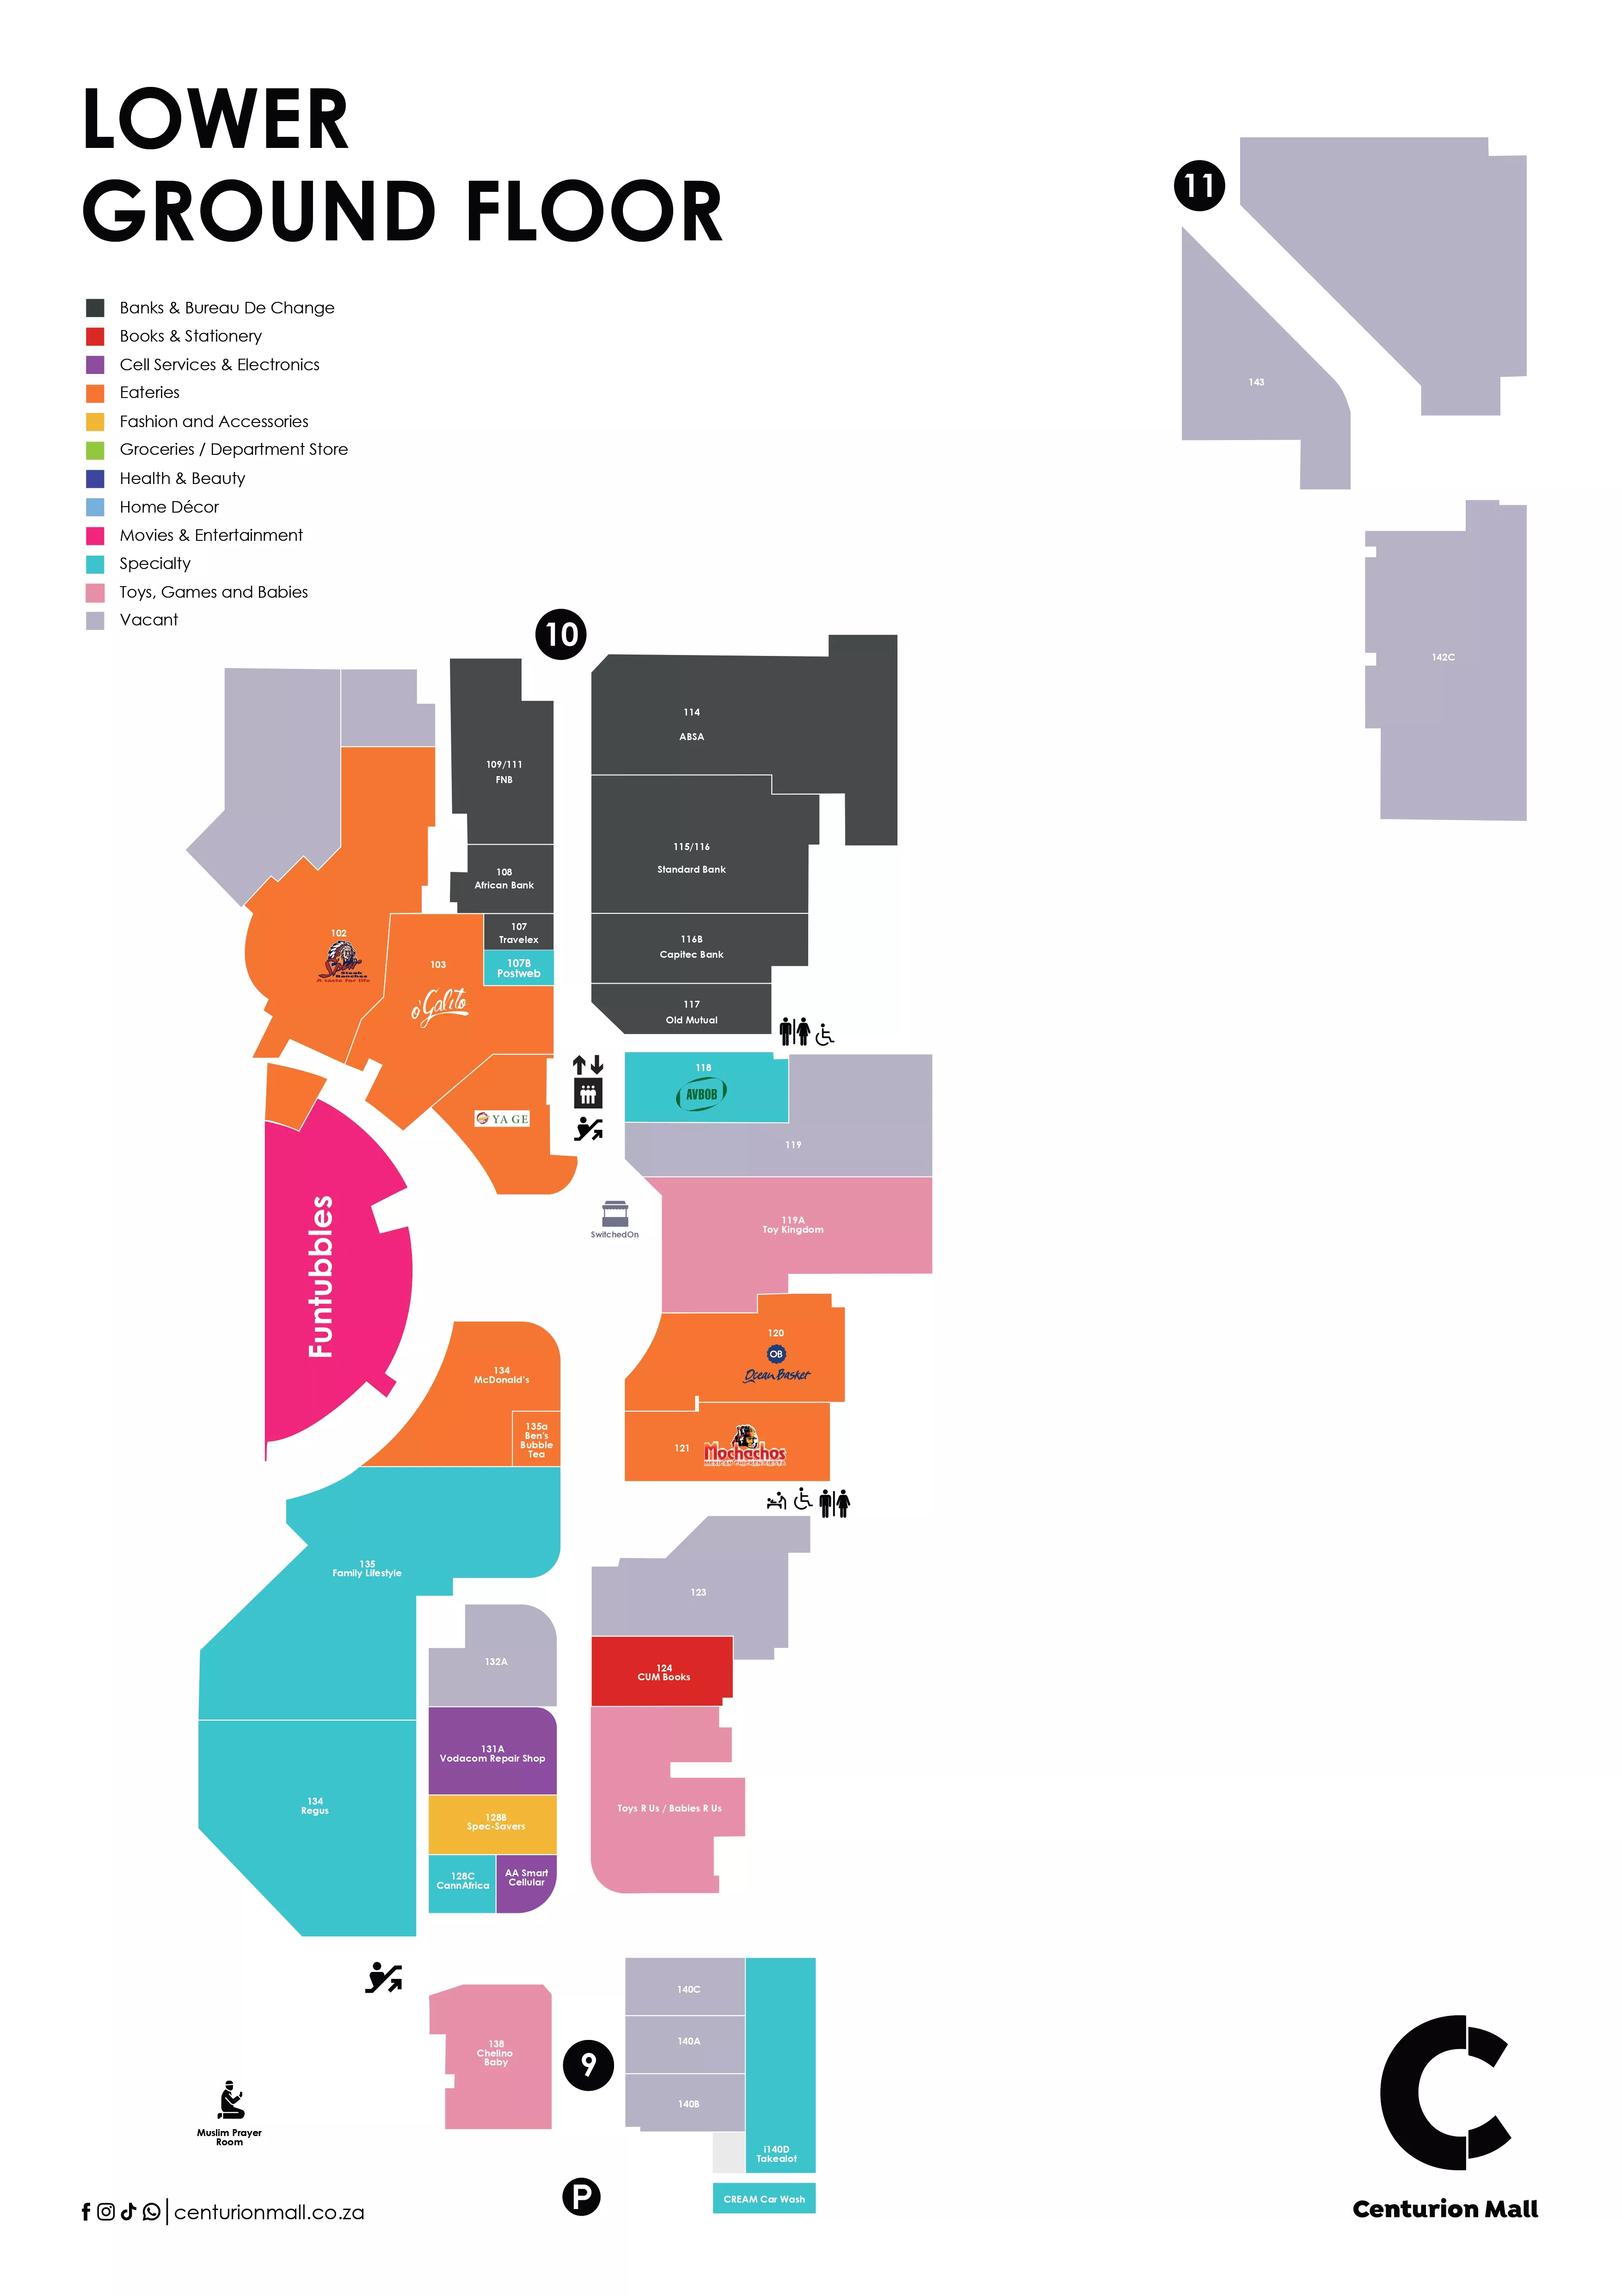 LOWER
GROUND FLOOR
11
Banks & Bureau De Change
Books & Stationery
Cell Services & Electronics
Eateries
Fashion and Accessories
Groceries / Department Store
Health & Beauty
Home Décor
Movies & Entertainment
Specialty
Toys, Games and Babies
Vacant
143
142C
10
114
ABSA
109/111
FNB
115/116
Standard Bank
108
African Bank
107
Travelex
107B
Postweb
116B
Capitec Bank
117
Old Mutual
102
Spur
Steak
Ranches
A taste for life
103
o'Galito
YA GE
118
AVBOB
119
SwitchedOn
119A
Toy Kingdom
Funtubbles
120
OB
Ocean Basket
134
McDonald's
135a
Ben's
Bubble
Tea
121
Mochachos
135
Family Lifestyle
123
132A
124
CUM Books
131A
Vodacom Repair Shop
134
Regus
Toys R Us / Babies R Us
128B
Spec-Savers
128C
CannAfrica
AA Smart
Cellular
140C
140A
140B
138
Chelino
Baby
9
Muslim Prayer
Room
i140D
Takealot
P
CREAM Car Wash
centurionmall.co.za
Centurion Mall